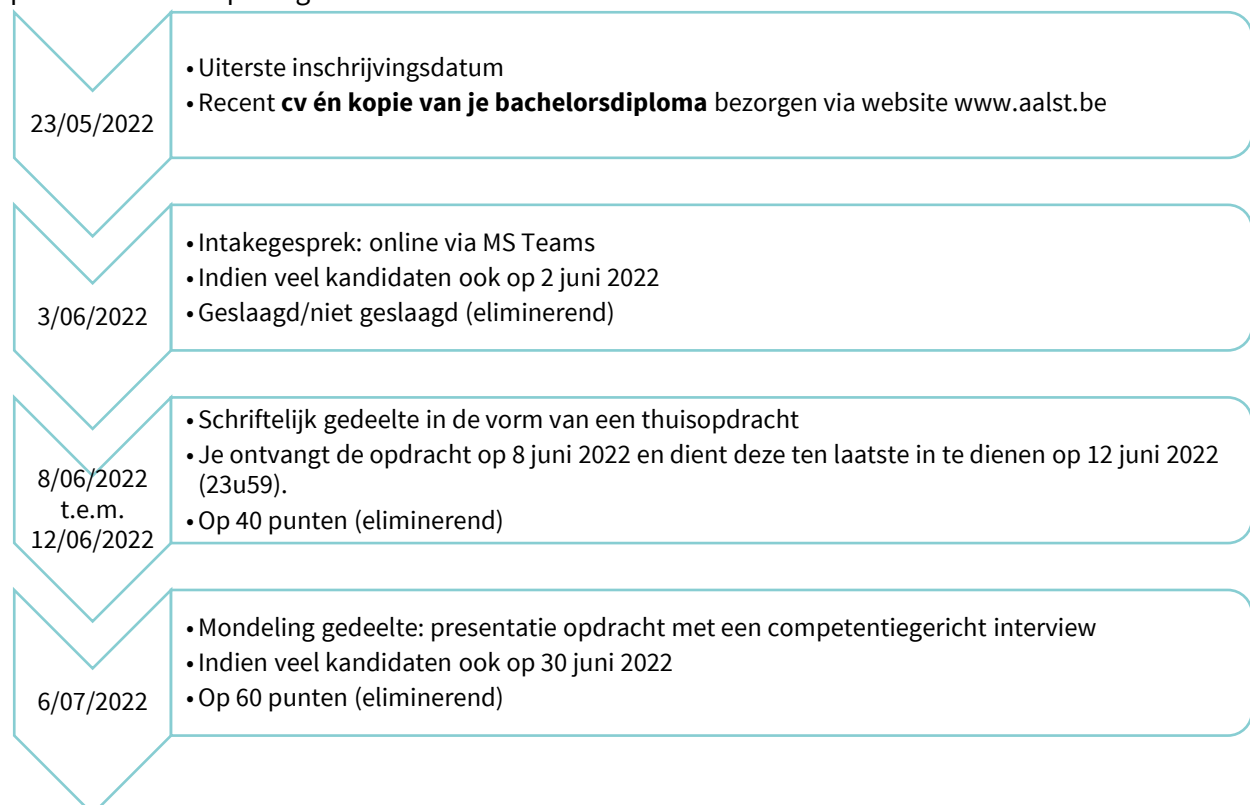 23/05/2022
• Uiterste inschrijvingsdatum
• Recent cv én kopie van je bachelorsdiploma bezorgen via website www.aalst.be
3/06/2022
• Intakegesprek: online via MS Teams
• Indien veel kandidaten ook op 2 juni 2022
• Geslaagd/niet geslaagd (eliminerend)
8/06/2022
t.e.m.
12/06/2022
• Schriftelijk gedeelte in de vorm van een thuisopdracht
• Je ontvangt de opdracht op 8 juni 2022 en dient deze ten laatste in te dienen op 12 juni 2022
(23u59).
• Op 40 punten (eliminerend)
6/07/2022
• Mondeling gedeelte: presentatie opdracht met een competentiegericht interview
• Indien veel kandidaten ook op 30 juni 2022
• Op 60 punten (eliminerend)